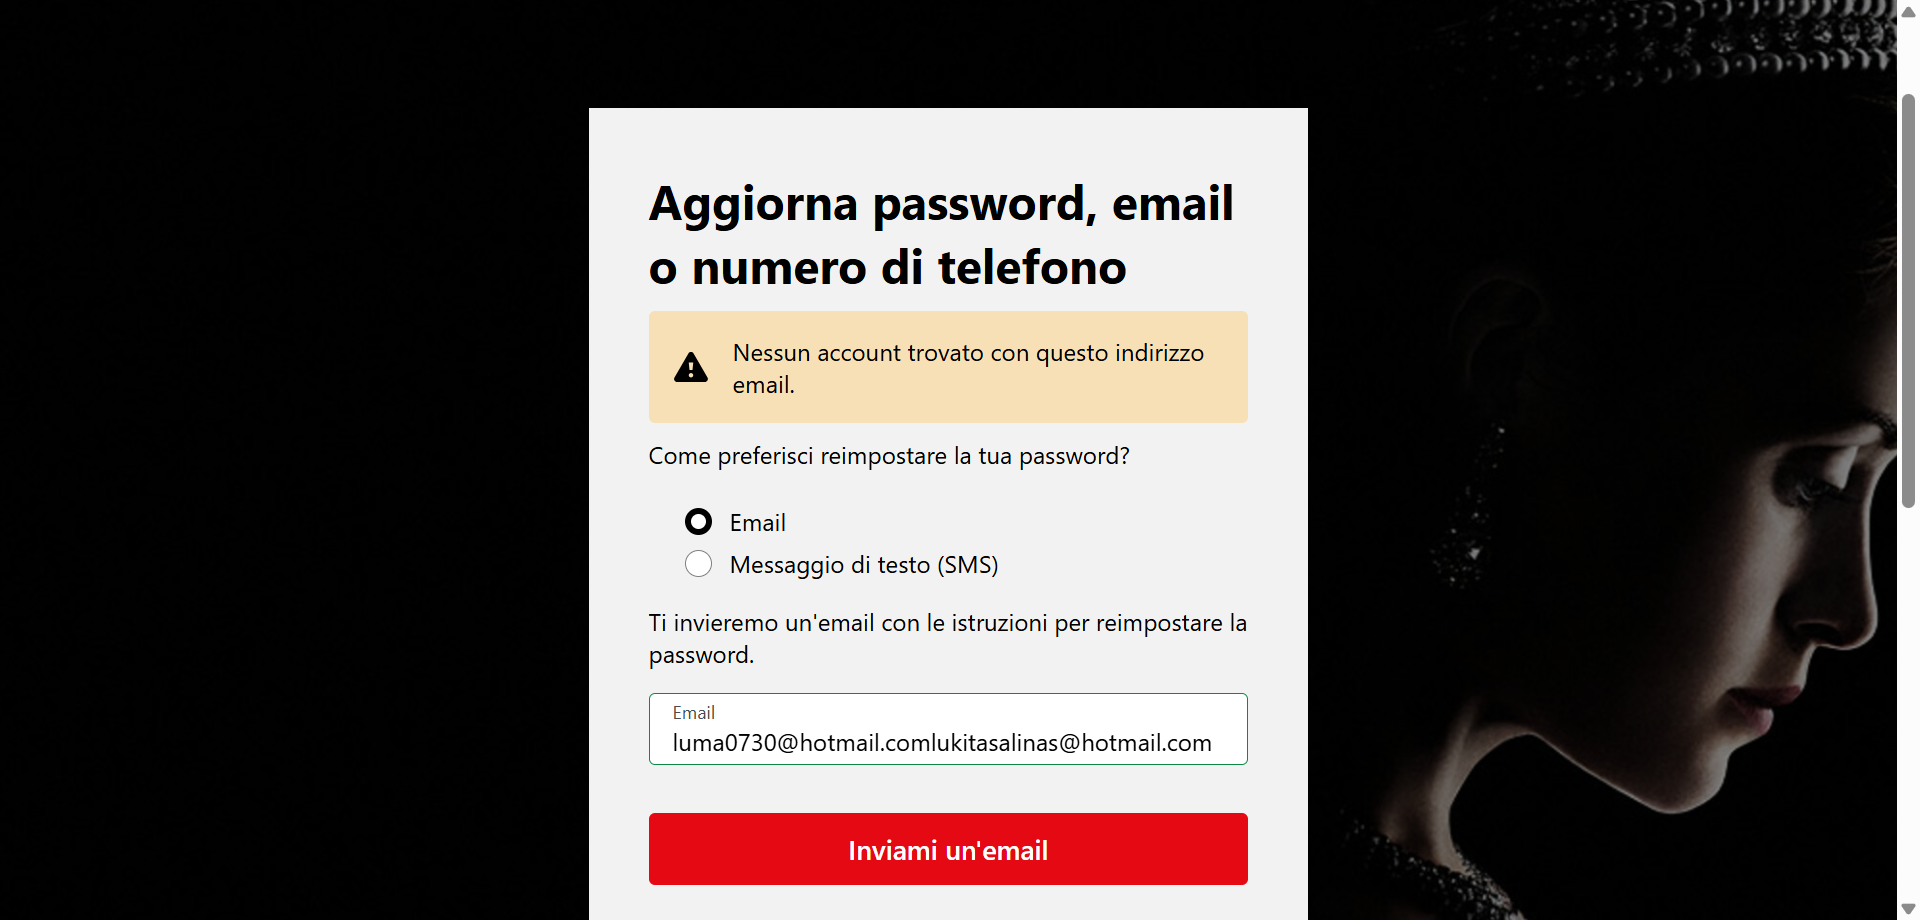 Aggiorna password, email
o numero di telefono
Nessun account trovato con questo indirizzo
email.
Come preferisci reimpostare la tua password?
Email
Messaggio di testo (SMS)
Ti invieremo un'email con le istruzioni per reimpostare la
password.
Email
luma0730@hotmail.comlukitasalinas@hotmail.com
Inviami un'email